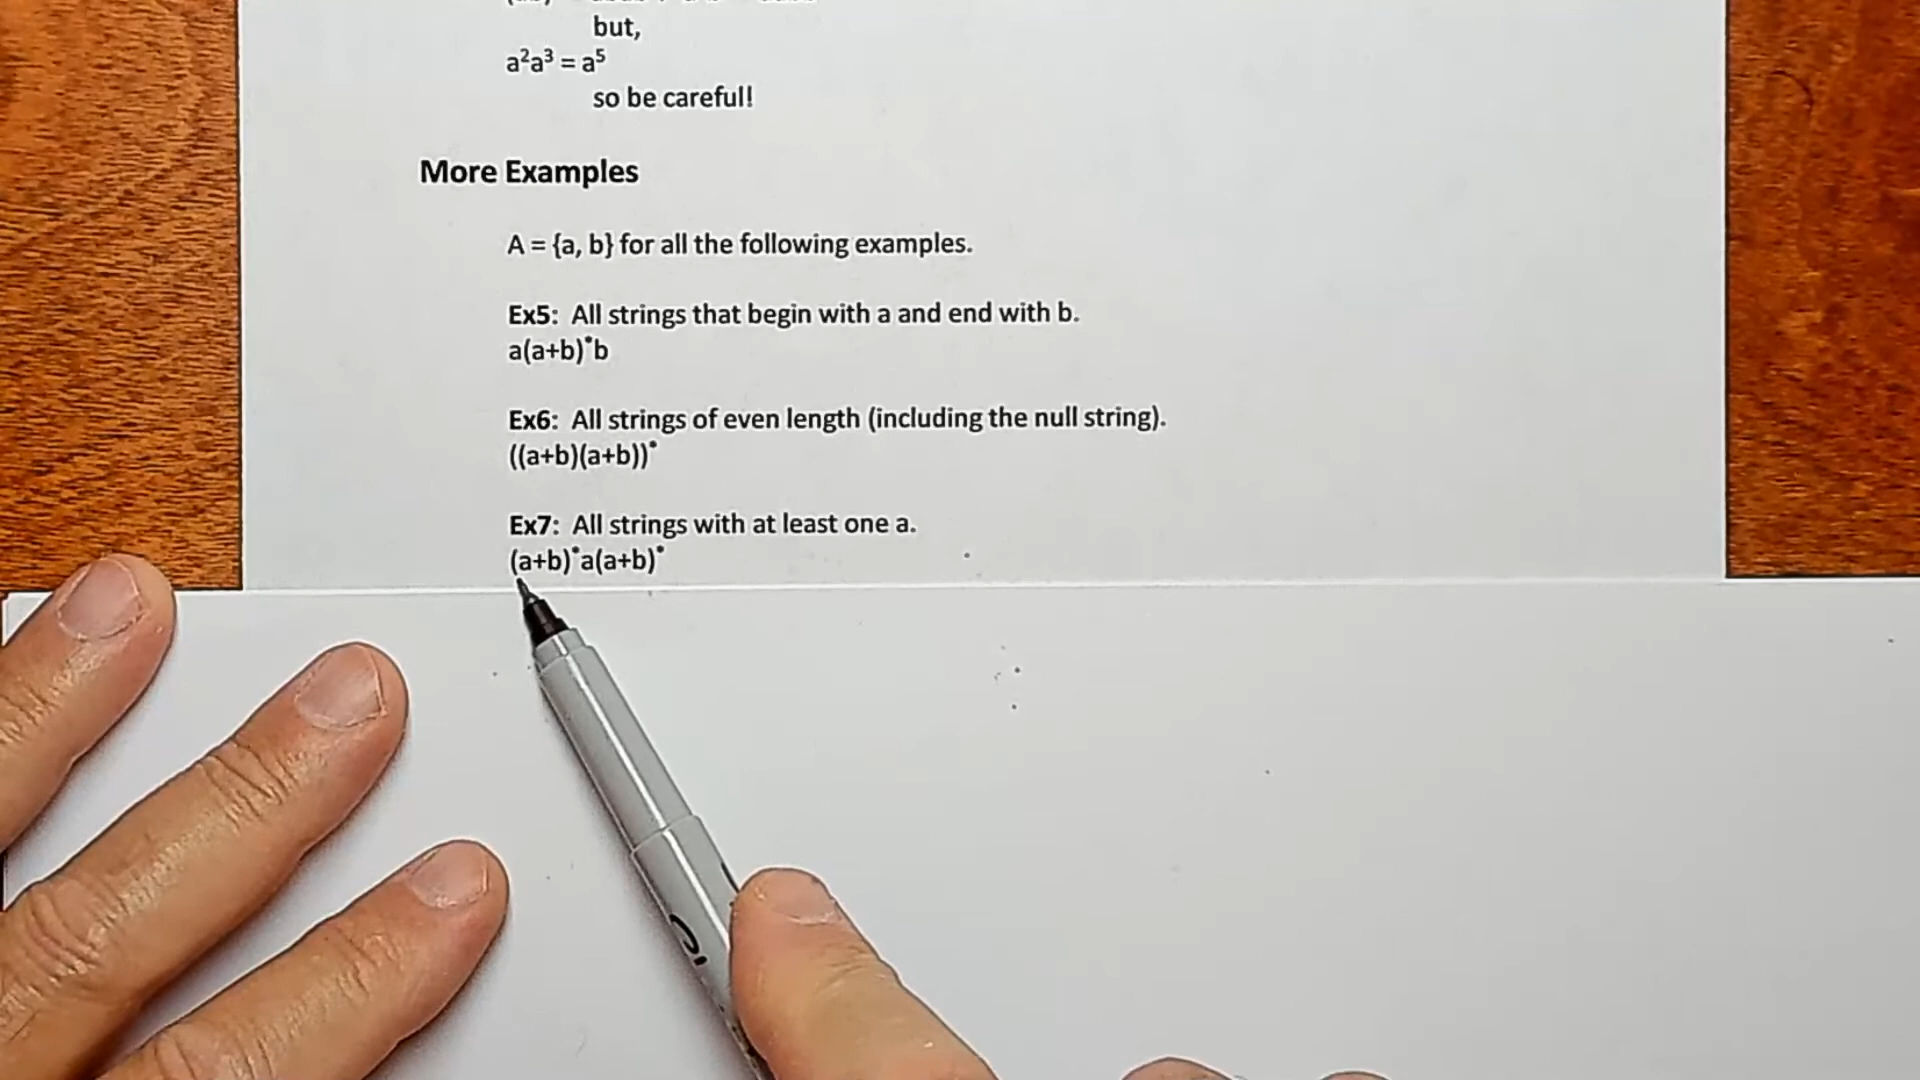 but,
a²a³ = a⁵
so be careful!
More Examples
A = {a, b} for all the following examples.
Ex5: All strings that begin with a and end with b.
a(a+b)*b
Ex6: All strings of even length (including the null string).
((a+b)(a+b))*
Ex7: All strings with at least one a.
(a+b)*a(a+b)*